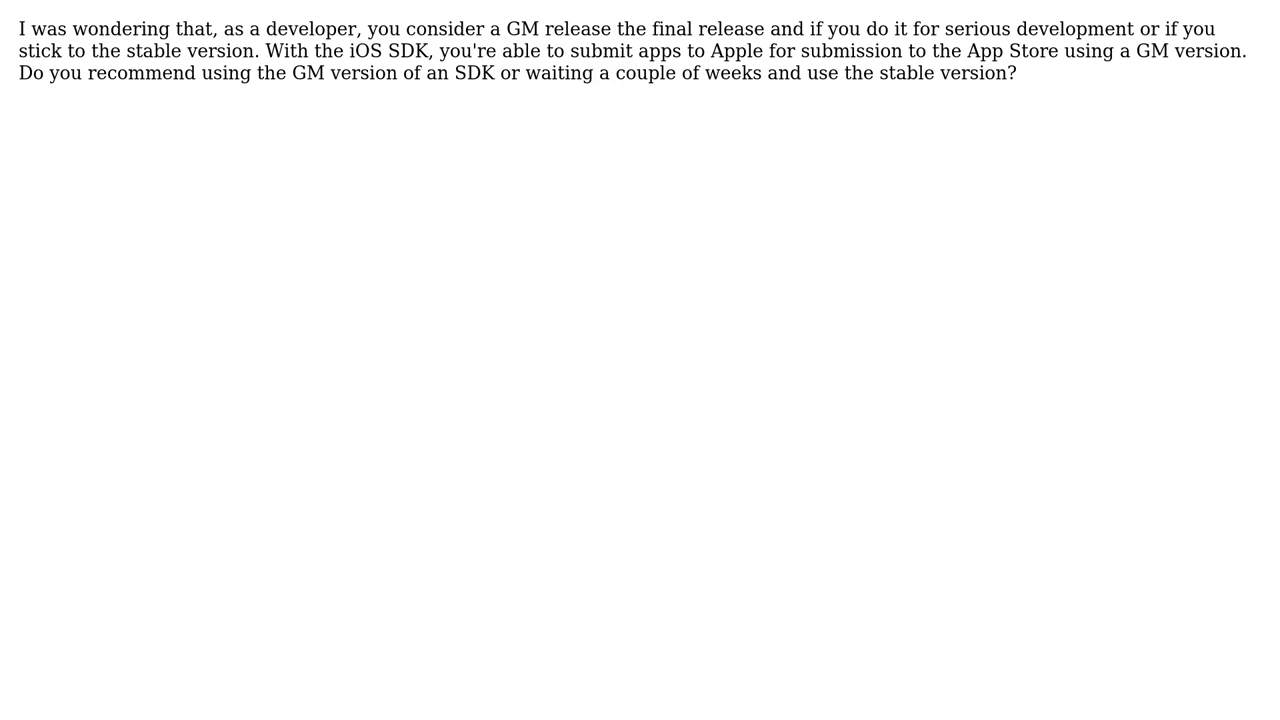 I was wondering that, as a developer, you consider a GM release the final release and if you do it for serious development or if you
stick to the stable version. With the iOS SDK, you're able to submit apps to Apple for submission to the App Store using a GM version.
Do you recommend using the GM version of an SDK or waiting a couple of weeks and use the stable version?